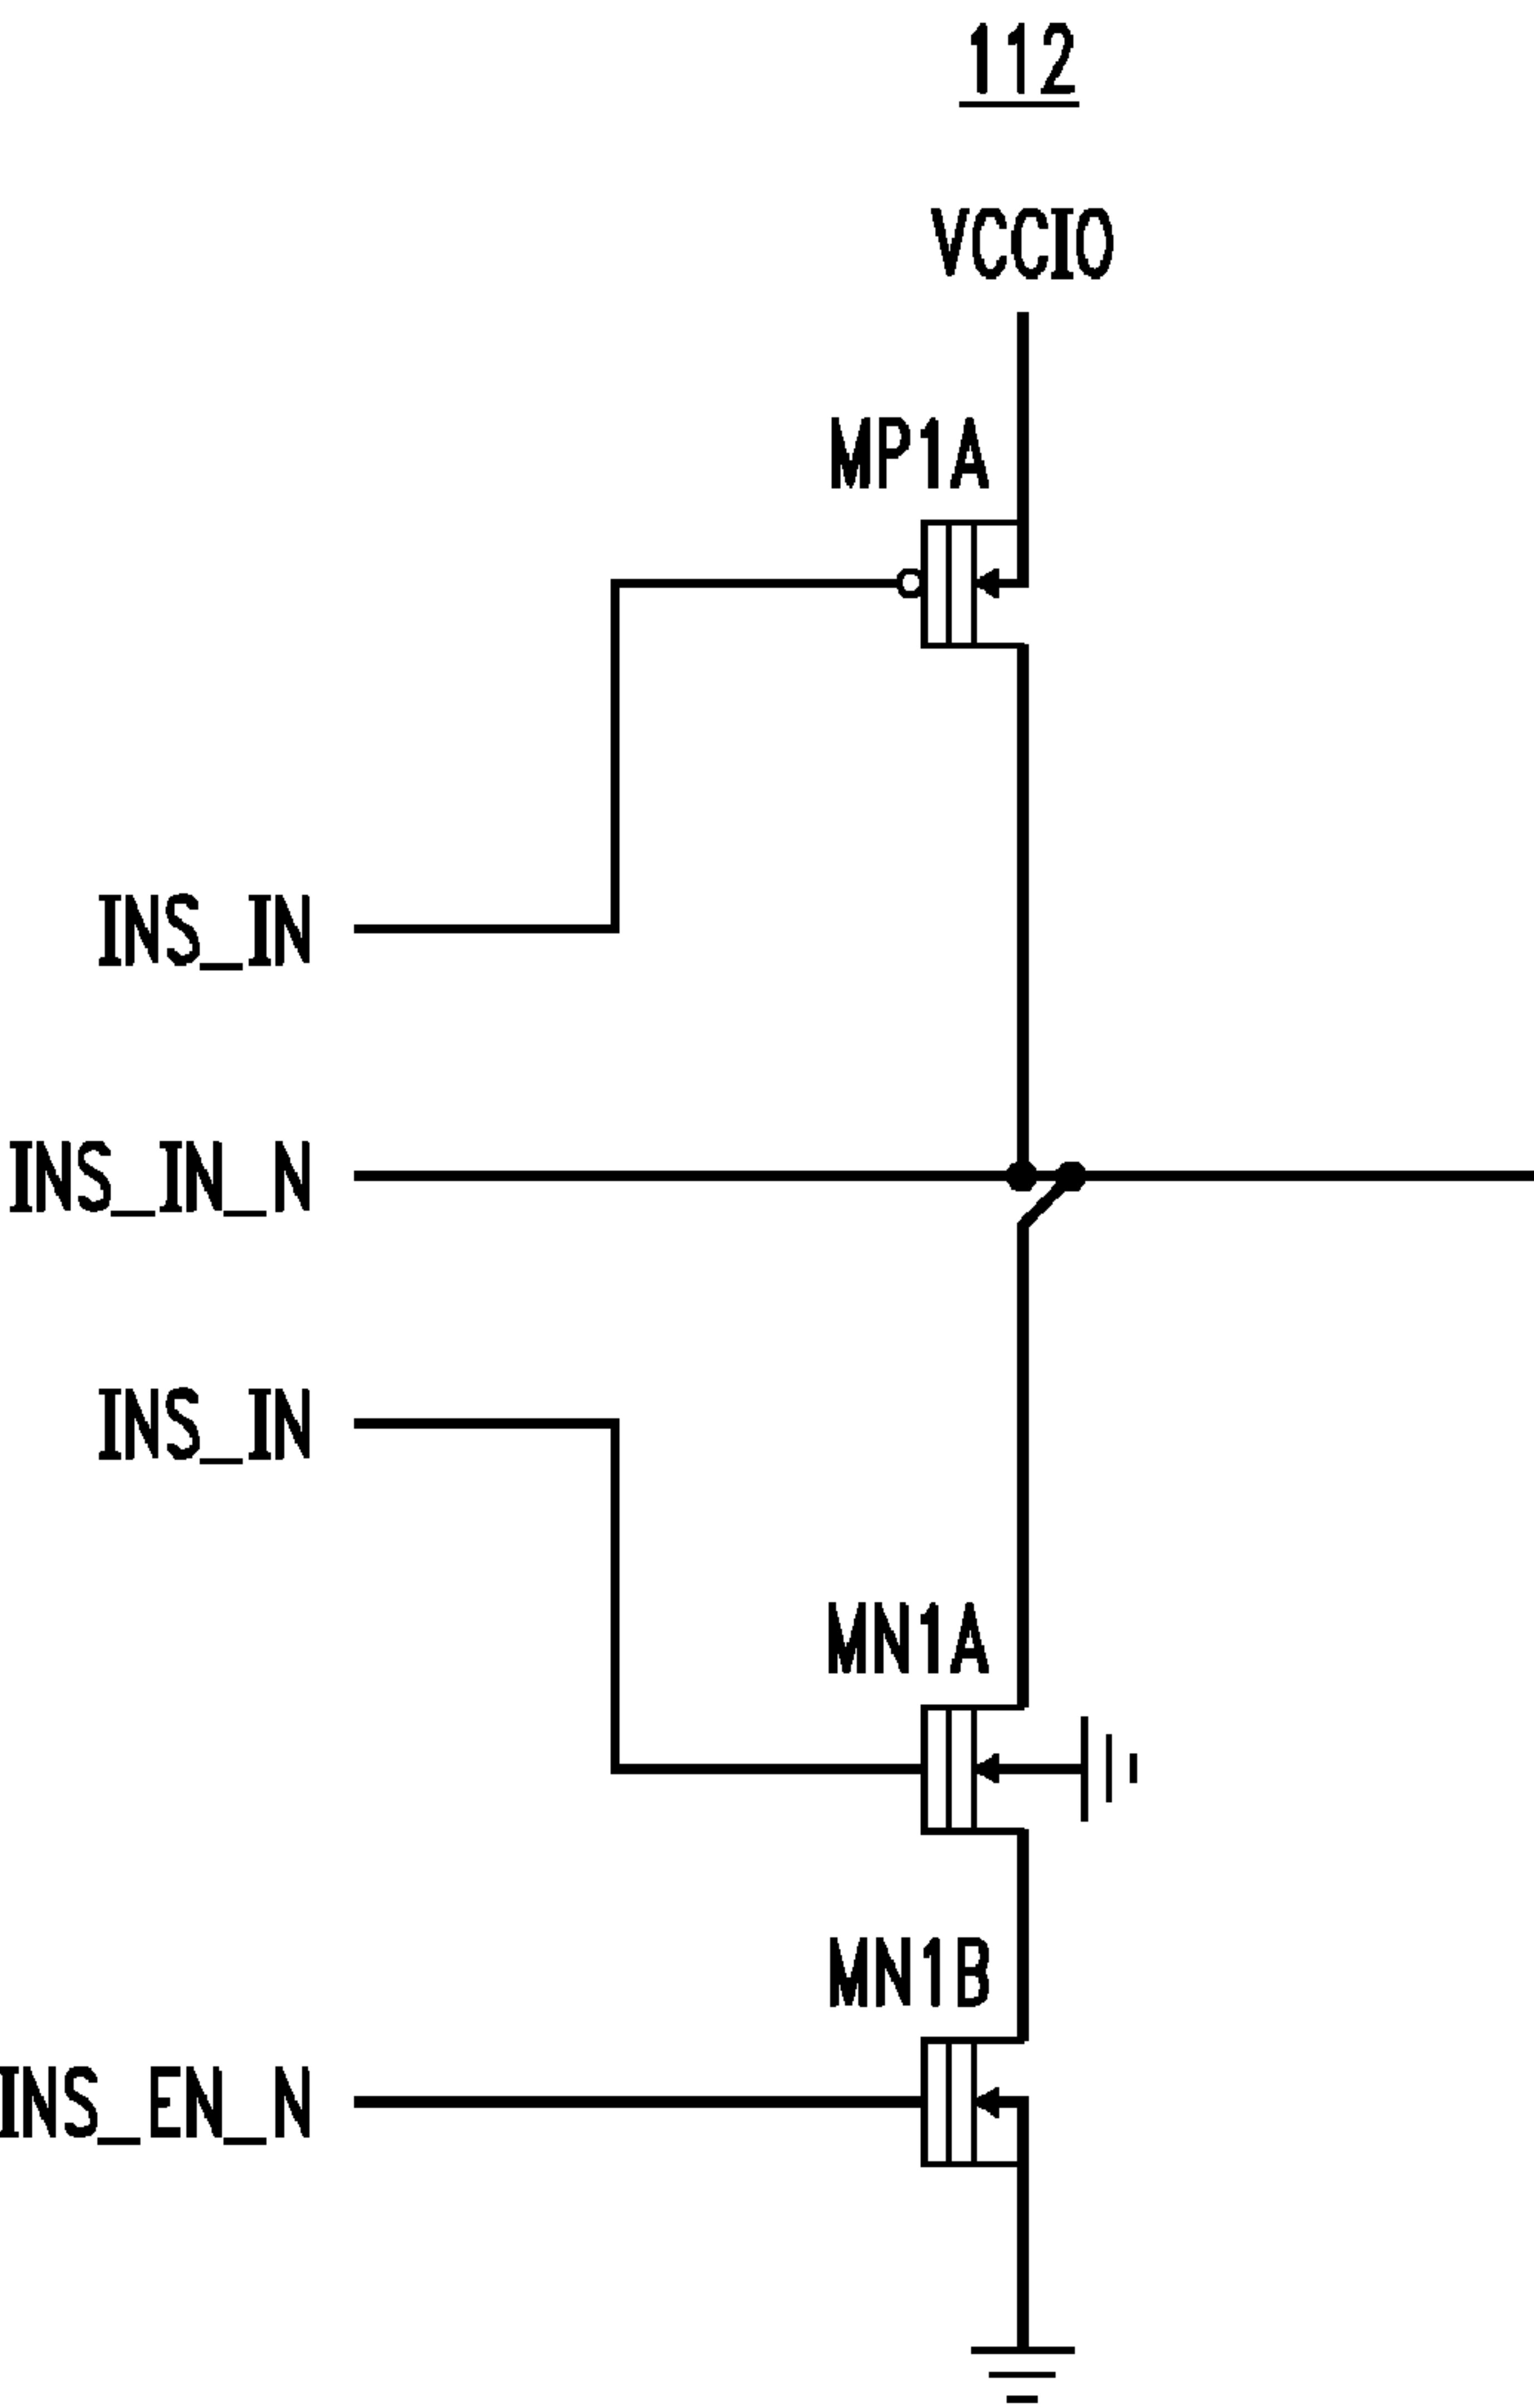 112
VCCIO
MP1A
INS_IN
INS_IN_N
INS_IN
MN1A
MN1B
INS_EN_N